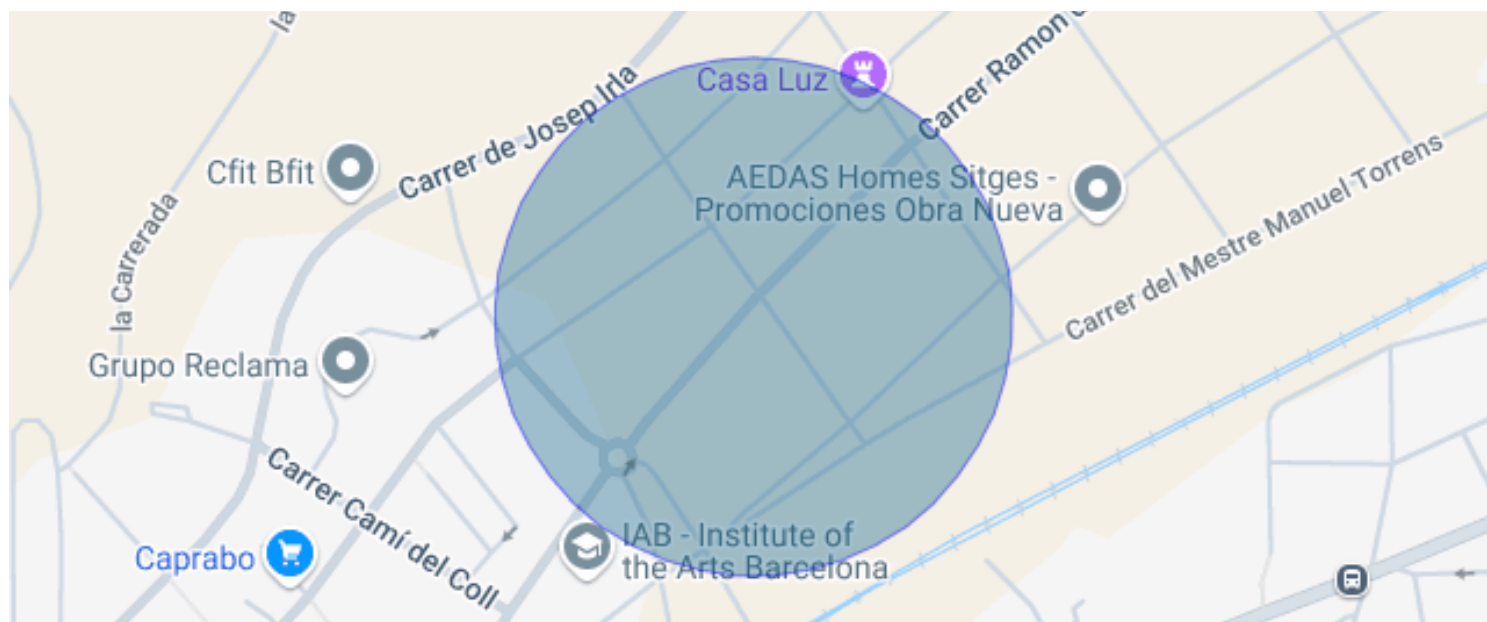 la
Casa Luz
Carrer de Josep Irla
Carrer Ramon
Cfit Bfit
AEDAS Homes Sitges -
Promociones Obra Nueva
Carrer del Mestre Manuel Torrens
la Carrerada
Grupo Reclama
Carrer Camí del Coll
Caprabo
IAB - Institute of
the Arts Barcelona